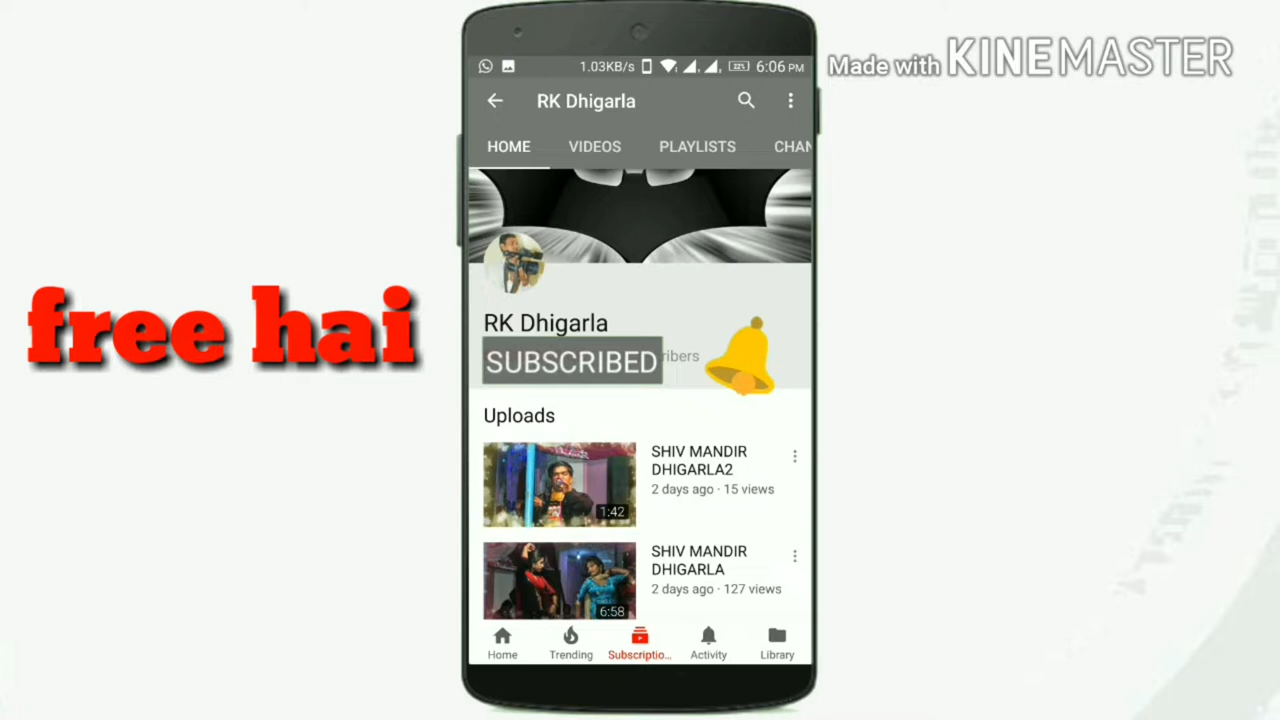 Made with KINEMASTER
1.03KB/s 22% 6:06 PM
RK Dhigarla
HOME VIDEOS PLAYLISTS CHAN
free hai
RK Dhigarla
SUBSCRIBED ribers
Uploads
SHIV MANDIR
DHIGARLA2
2 days ago · 15 views
1:42
SHIV MANDIR
DHIGARLA
2 days ago · 127 views
6:58
Home Trending Subscriptio... Activity Library